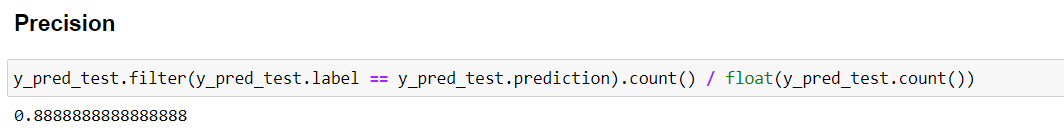 Precision
y_pred_test.filter(y_pred_test.label == y_pred_test.prediction).count() / float(y_pred_test.count())
0.8888888888888888